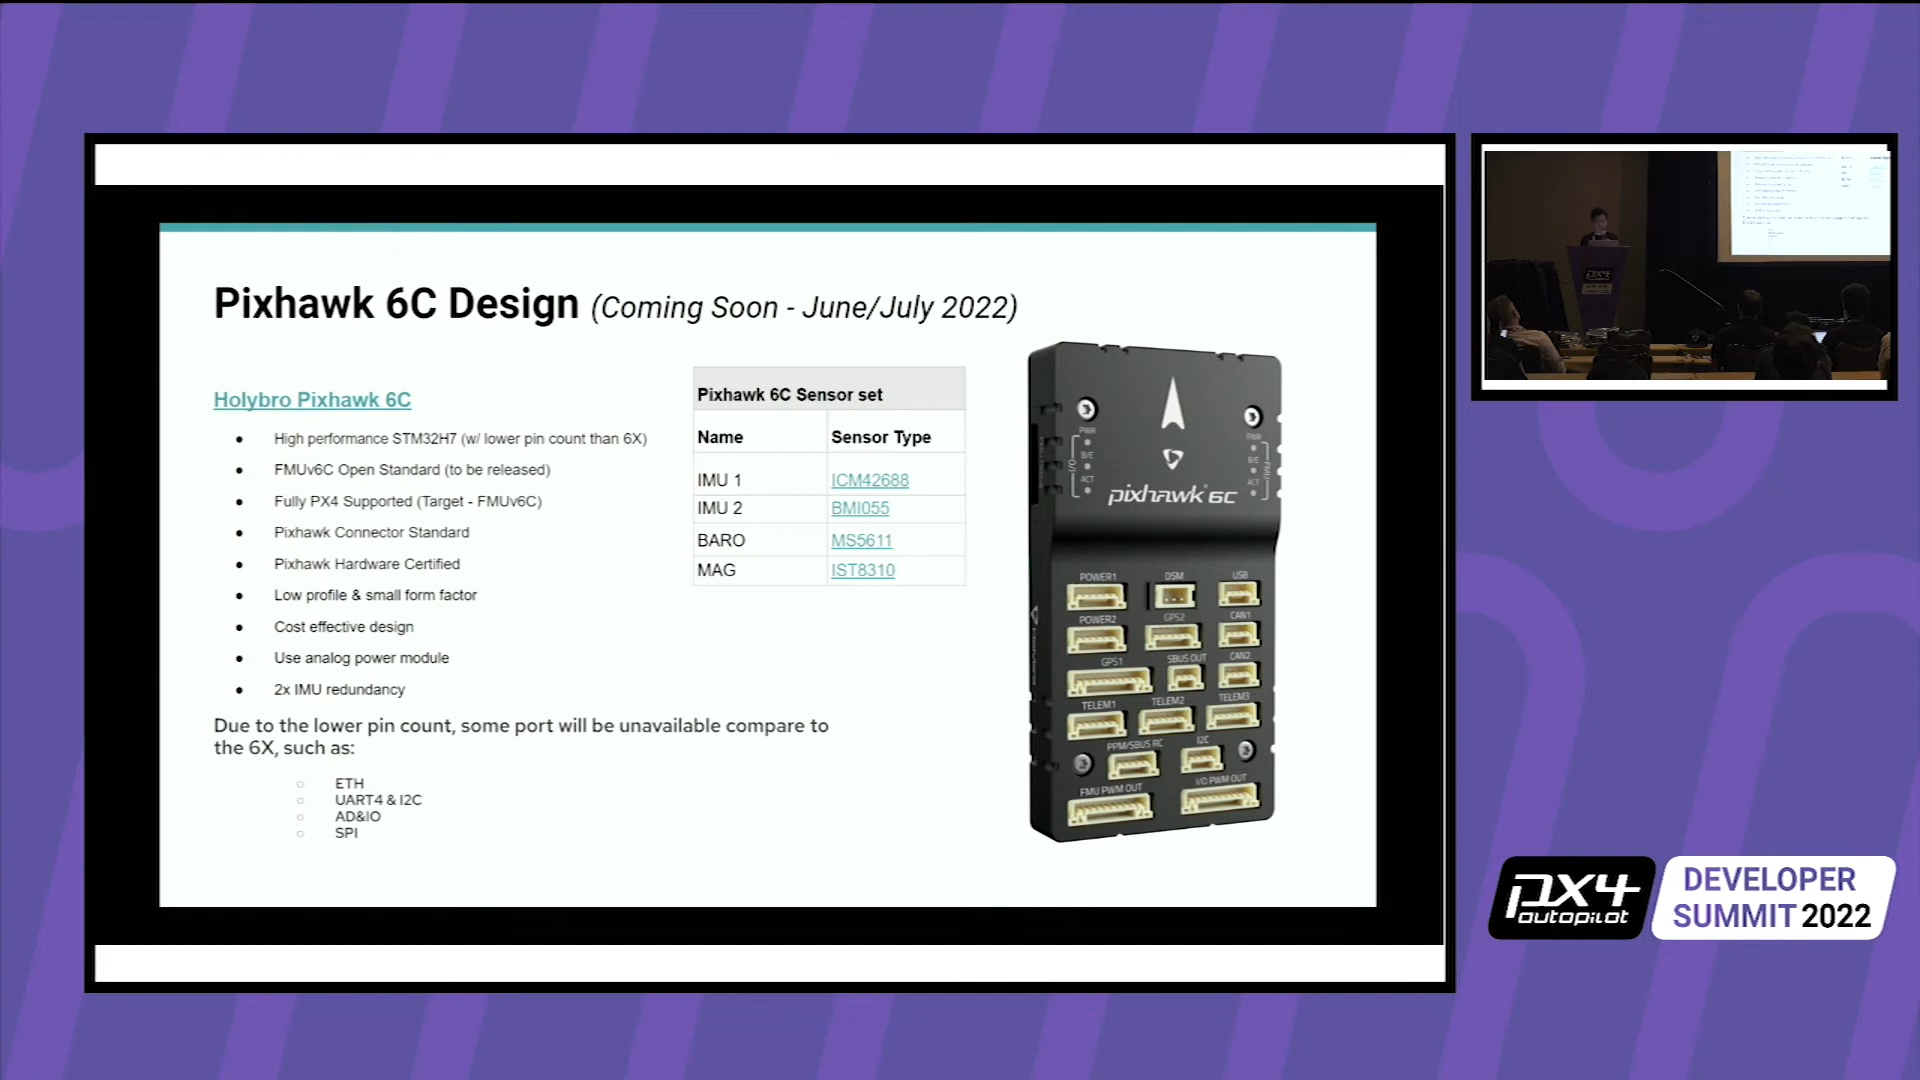 Pixhawk 6C Design (Coming Soon - June/July 2022)
Holybro Pixhawk 6C
● High performance STM32H7 (w/ lower pin count than 6X)
● FMUv6C Open Standard (to be released)
● Fully PX4 Supported (Target - FMUv6C)
● Pixhawk Connector Standard
● Pixhawk Hardware Certified
● Low profile & small form factor
● Cost effective design
● Use analog power module
● 2x IMU redundancy
Due to the lower pin count, some port will be unavailable compare to
the 6X, such as:
○ ETH
○ UART4 & I2C
○ AD&IO
○ SPI
Pixhawk 6C Sensor set
Name Sensor Type
IMU 1 ICM42688
IMU 2 BMI055
BARO MS5611
MAG IST8310
PWR PWR
B/E B/E
ACT ACT
I/O FMU
pixhawk® 6C
POWER1 DSM USB
POWER2 GPS2 CAN1
GPS1 SBUS OUT CAN2
TELEM1 TELEM2 TELEM3
PPM/SBUS RC I2C
FMU PWM OUT I/O PWM OUT
px4
px4
autopilot
DEVELOPER
SUMMIT 2022